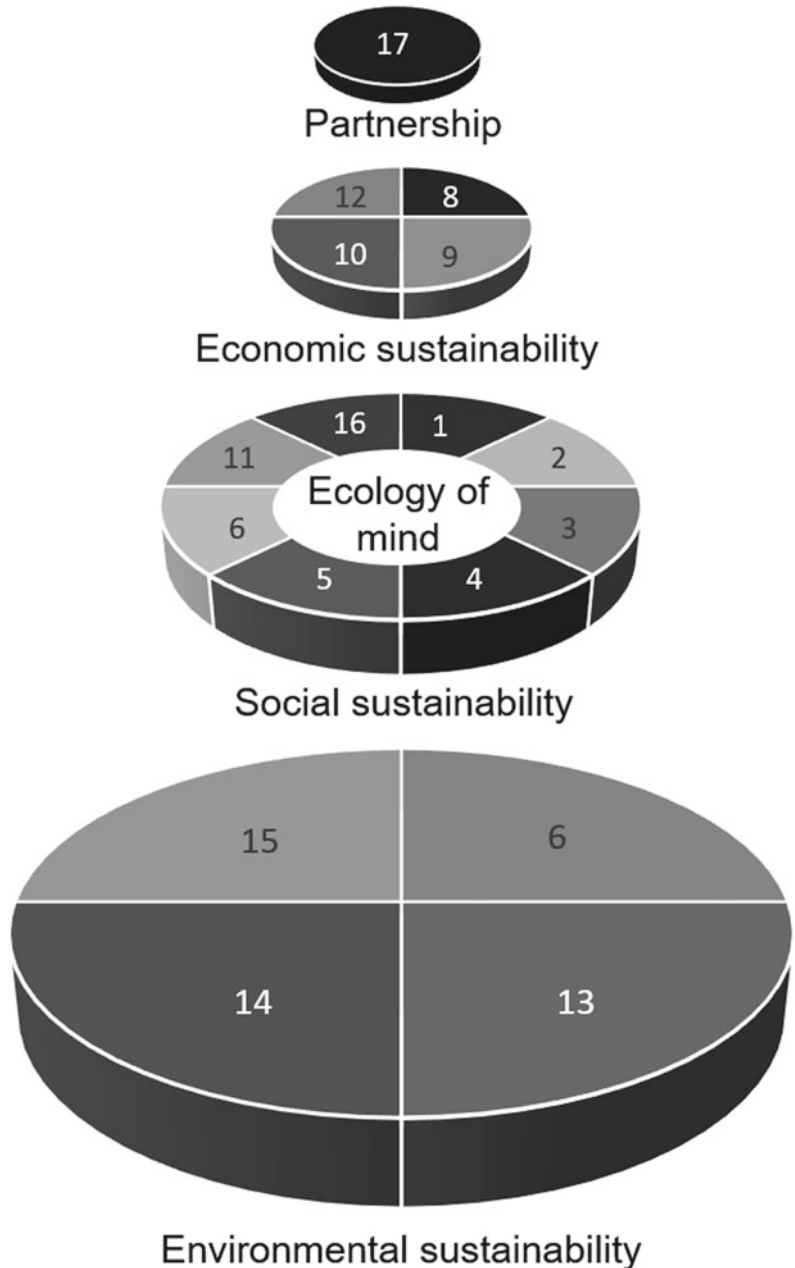 17
Partnership
12 8
10 9
Economic sustainability
16 1
11 2
Ecology of
mind
6 3
5 4
Social sustainability
15 6
14 13
Environmental sustainability